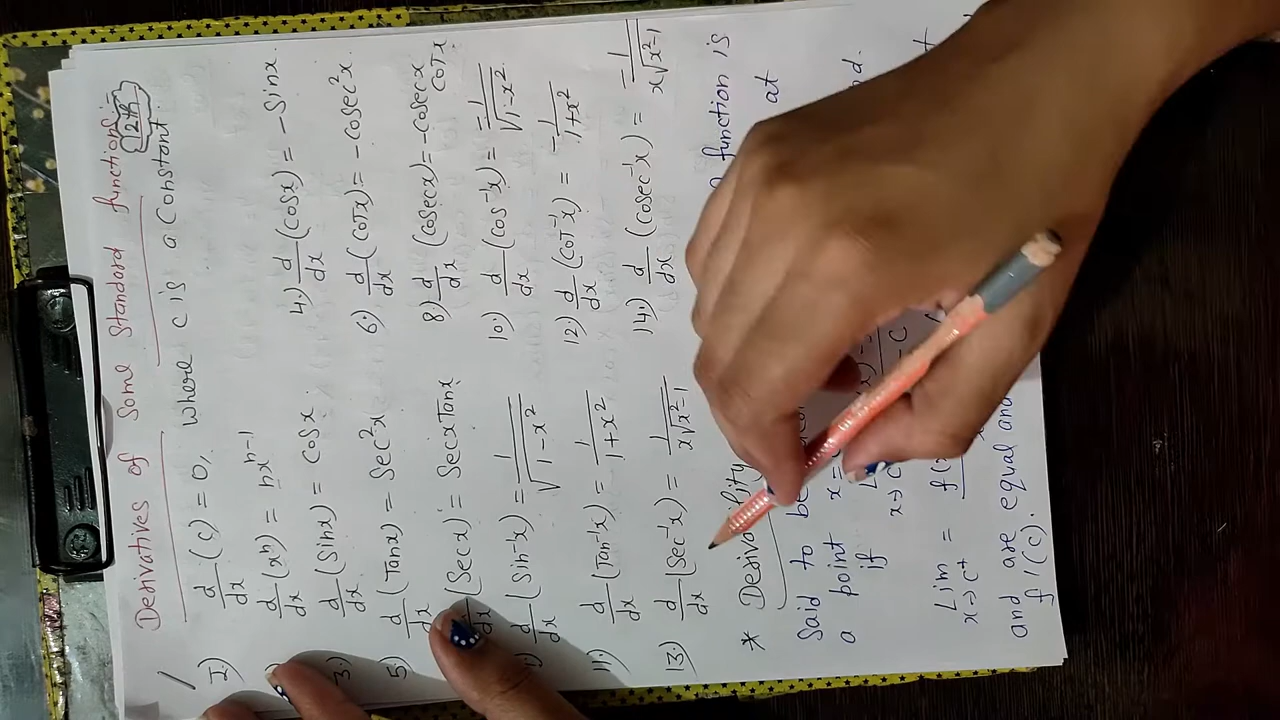 Derivatives of Some Standard functions
12th
1.) d/dx (c) = 0, where c is a constant.
d/dx (xⁿ) = nxⁿ⁻¹
3.) d/dx (Sinx) = cosx. 4.) d/dx (cosx) = -Sinx.
5.) d/dx (Tanx) = Sec²x 6.) d/dx (cotx) = -cosec²x
d/dx (Secx) = SecxTanx 8.) d/dx (cosecx) = -cosecx cotx
d/dx (Sin⁻¹x) = 1/√(1-x²) 10.) d/dx (cos⁻¹x) = -1/√(1-x²)
11.) d/dx (Tan⁻¹x) = 1/(1+x²) 12.) d/dx (cot⁻¹x) = -1/(1+x²)
13.) d/dx (Sec⁻¹x) = 1/(x√(x²-1)) 14.) d/dx (cosec⁻¹x) = -1/(x√(x²-1))
* function is
Said to be at
a point x =
if
Lim x→c⁺ =
and are equal and
f'(c).